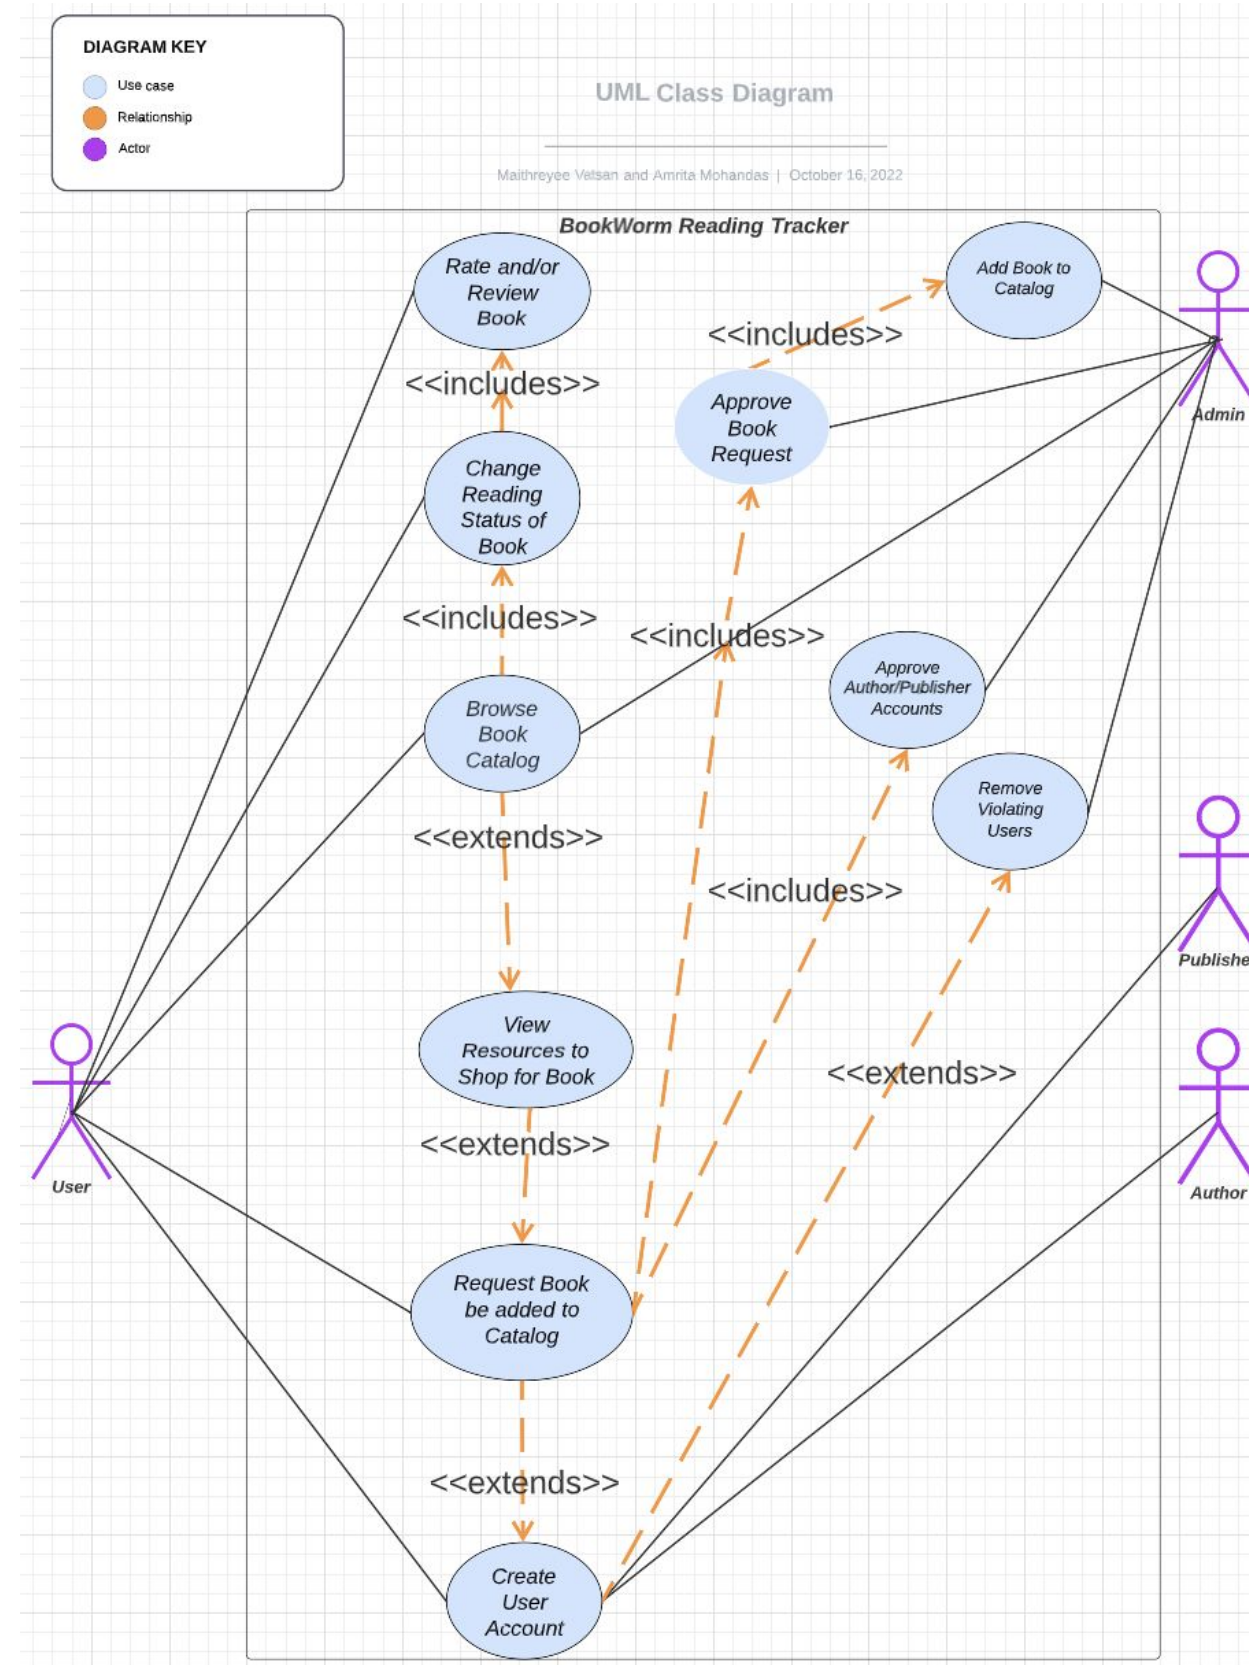 DIAGRAM KEY
Use case
Relationship
Actor
UML Class Diagram
Maithreyee Vatsan and Amrita Mohandas | October 16, 2022
BookWorm Reading Tracker
Rate and/or
Review
Book
Add Book to
Catalog
<<includes>>
<<includes>>
Approve
Book
Request
Admin
Change
Reading
Status of
Book
<<includes>>
<<includes>>
Approve
Author/Publisher
Accounts
Browse
Book
Catalog
Remove
Violating
Users
<<extends>>
<<includes>>
Publishe
View
Resources to
Shop for Book
<<extends>>
<<extends>>
User
Author
Request Book
be added to
Catalog
<<extends>>
Create
User
Account